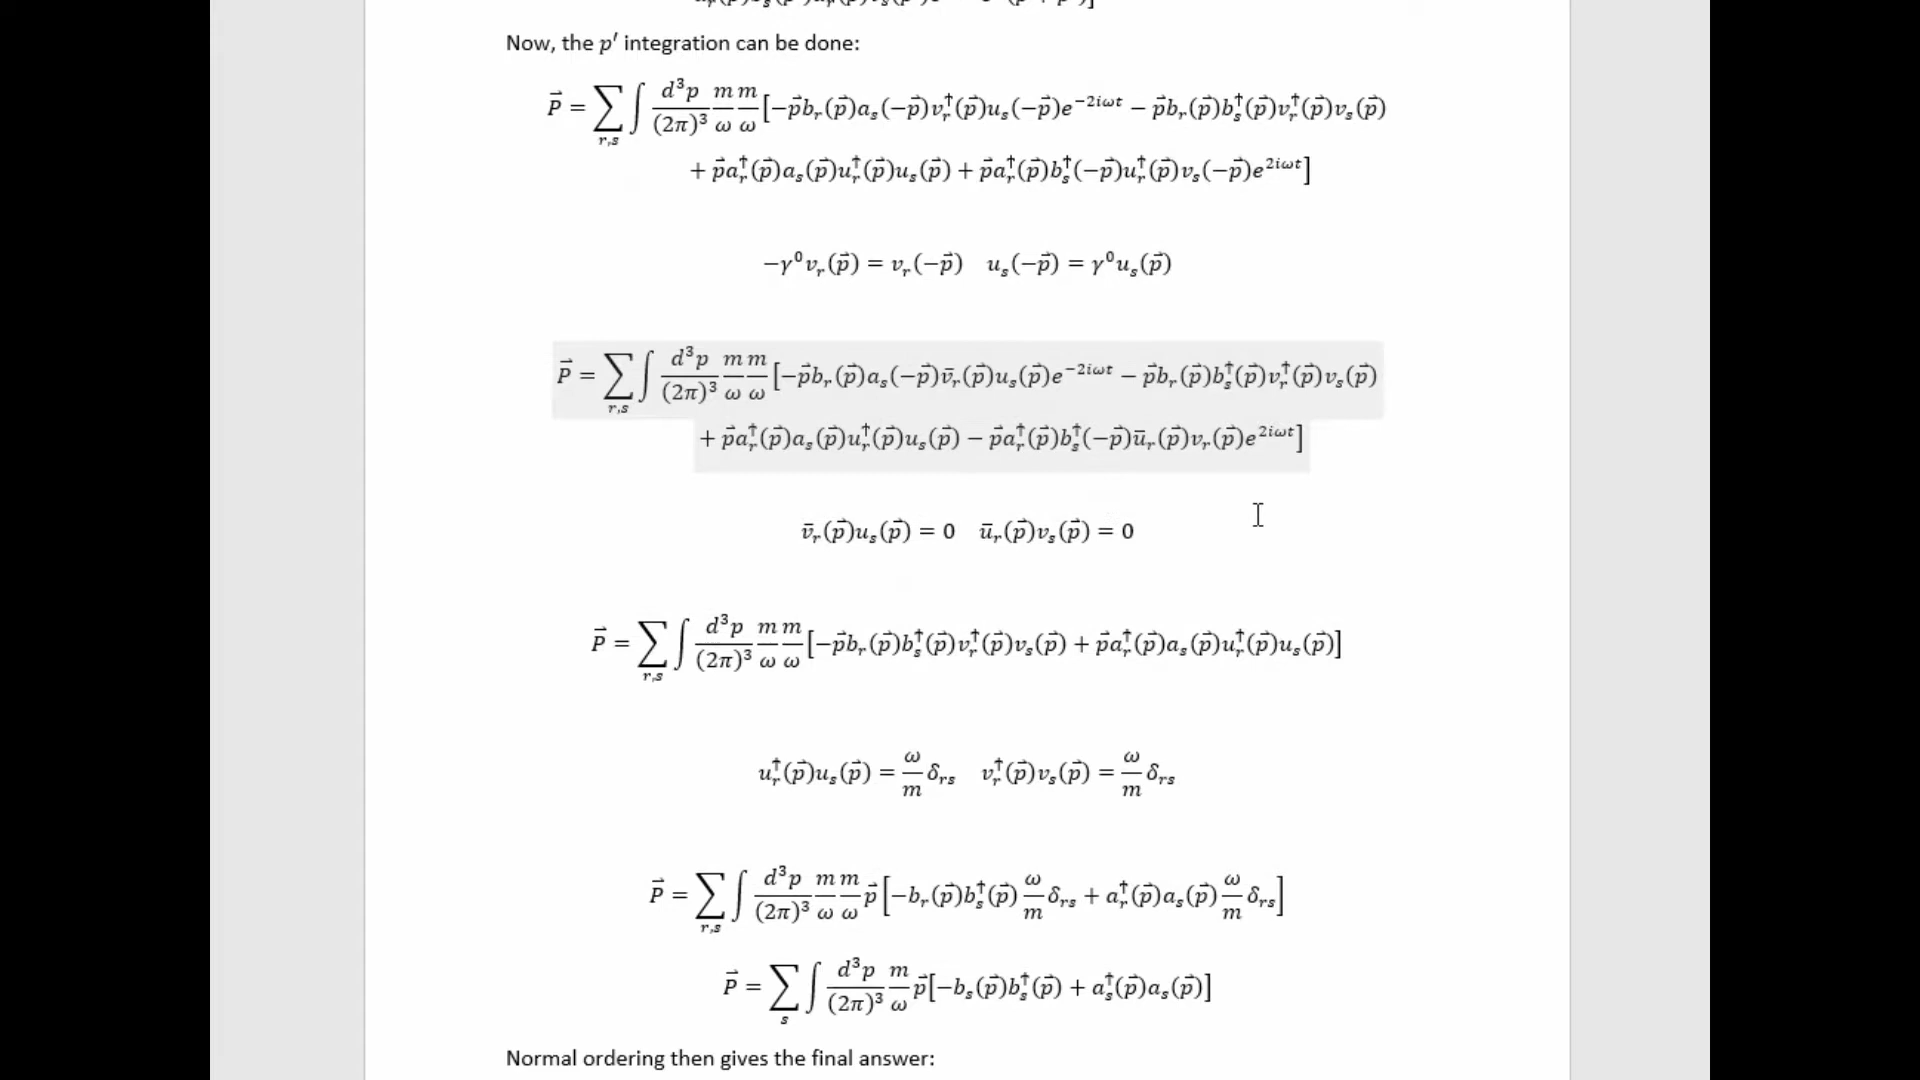 Now, the p′ integration can be done:
P⃗ = ∑_{r,s} ∫ d³p/(2π)³ m/ω m/ω [−p⃗b_r(p⃗)a_s(−p⃗)v_r†(p⃗)u_s(−p⃗)e^{−2iωt} − p⃗b_r(p⃗)b_s†(p⃗)v_r†(p⃗)v_s(p⃗)
+ p⃗a_r†(p⃗)a_s(p⃗)u_r†(p⃗)u_s(p⃗) + p⃗a_r†(p⃗)b_s†(−p⃗)u_r†(p⃗)v_s(−p⃗)e^{2iωt}]
−γ⁰v_r(p⃗) = v_r(−p⃗) u_s(−p⃗) = γ⁰u_s(p⃗)
P⃗ = ∑_{r,s} ∫ d³p/(2π)³ m/ω m/ω [−p⃗b_r(p⃗)a_s(−p⃗)v̄_r(p⃗)u_s(p⃗)e^{−2iωt} − p⃗b_r(p⃗)b_s†(p⃗)v_r†(p⃗)v_s(p⃗)
+ p⃗a_r†(p⃗)a_s(p⃗)u_r†(p⃗)u_s(p⃗) − p⃗a_r†(p⃗)b_s†(−p⃗)ū_r(p⃗)v_r(p⃗)e^{2iωt}]
v̄_r(p⃗)u_s(p⃗) = 0 ū_r(p⃗)v_s(p⃗) = 0
P⃗ = ∑_{r,s} ∫ d³p/(2π)³ m/ω m/ω [−p⃗b_r(p⃗)b_s†(p⃗)v_r†(p⃗)v_s(p⃗) + p⃗a_r†(p⃗)a_s(p⃗)u_r†(p⃗)u_s(p⃗)]
u_r†(p⃗)u_s(p⃗) = ω/m δ_{rs} v_r†(p⃗)v_s(p⃗) = ω/m δ_{rs}
P⃗ = ∑_{r,s} ∫ d³p/(2π)³ m/ω m/ω p⃗ [−b_r(p⃗)b_s†(p⃗) ω/m δ_{rs} + a_r†(p⃗)a_s(p⃗) ω/m δ_{rs}]
P⃗ = ∑_s ∫ d³p/(2π)³ m/ω p⃗[−b_s(p⃗)b_s†(p⃗) + a_s†(p⃗)a_s(p⃗)]
Normal ordering then gives the final answer: